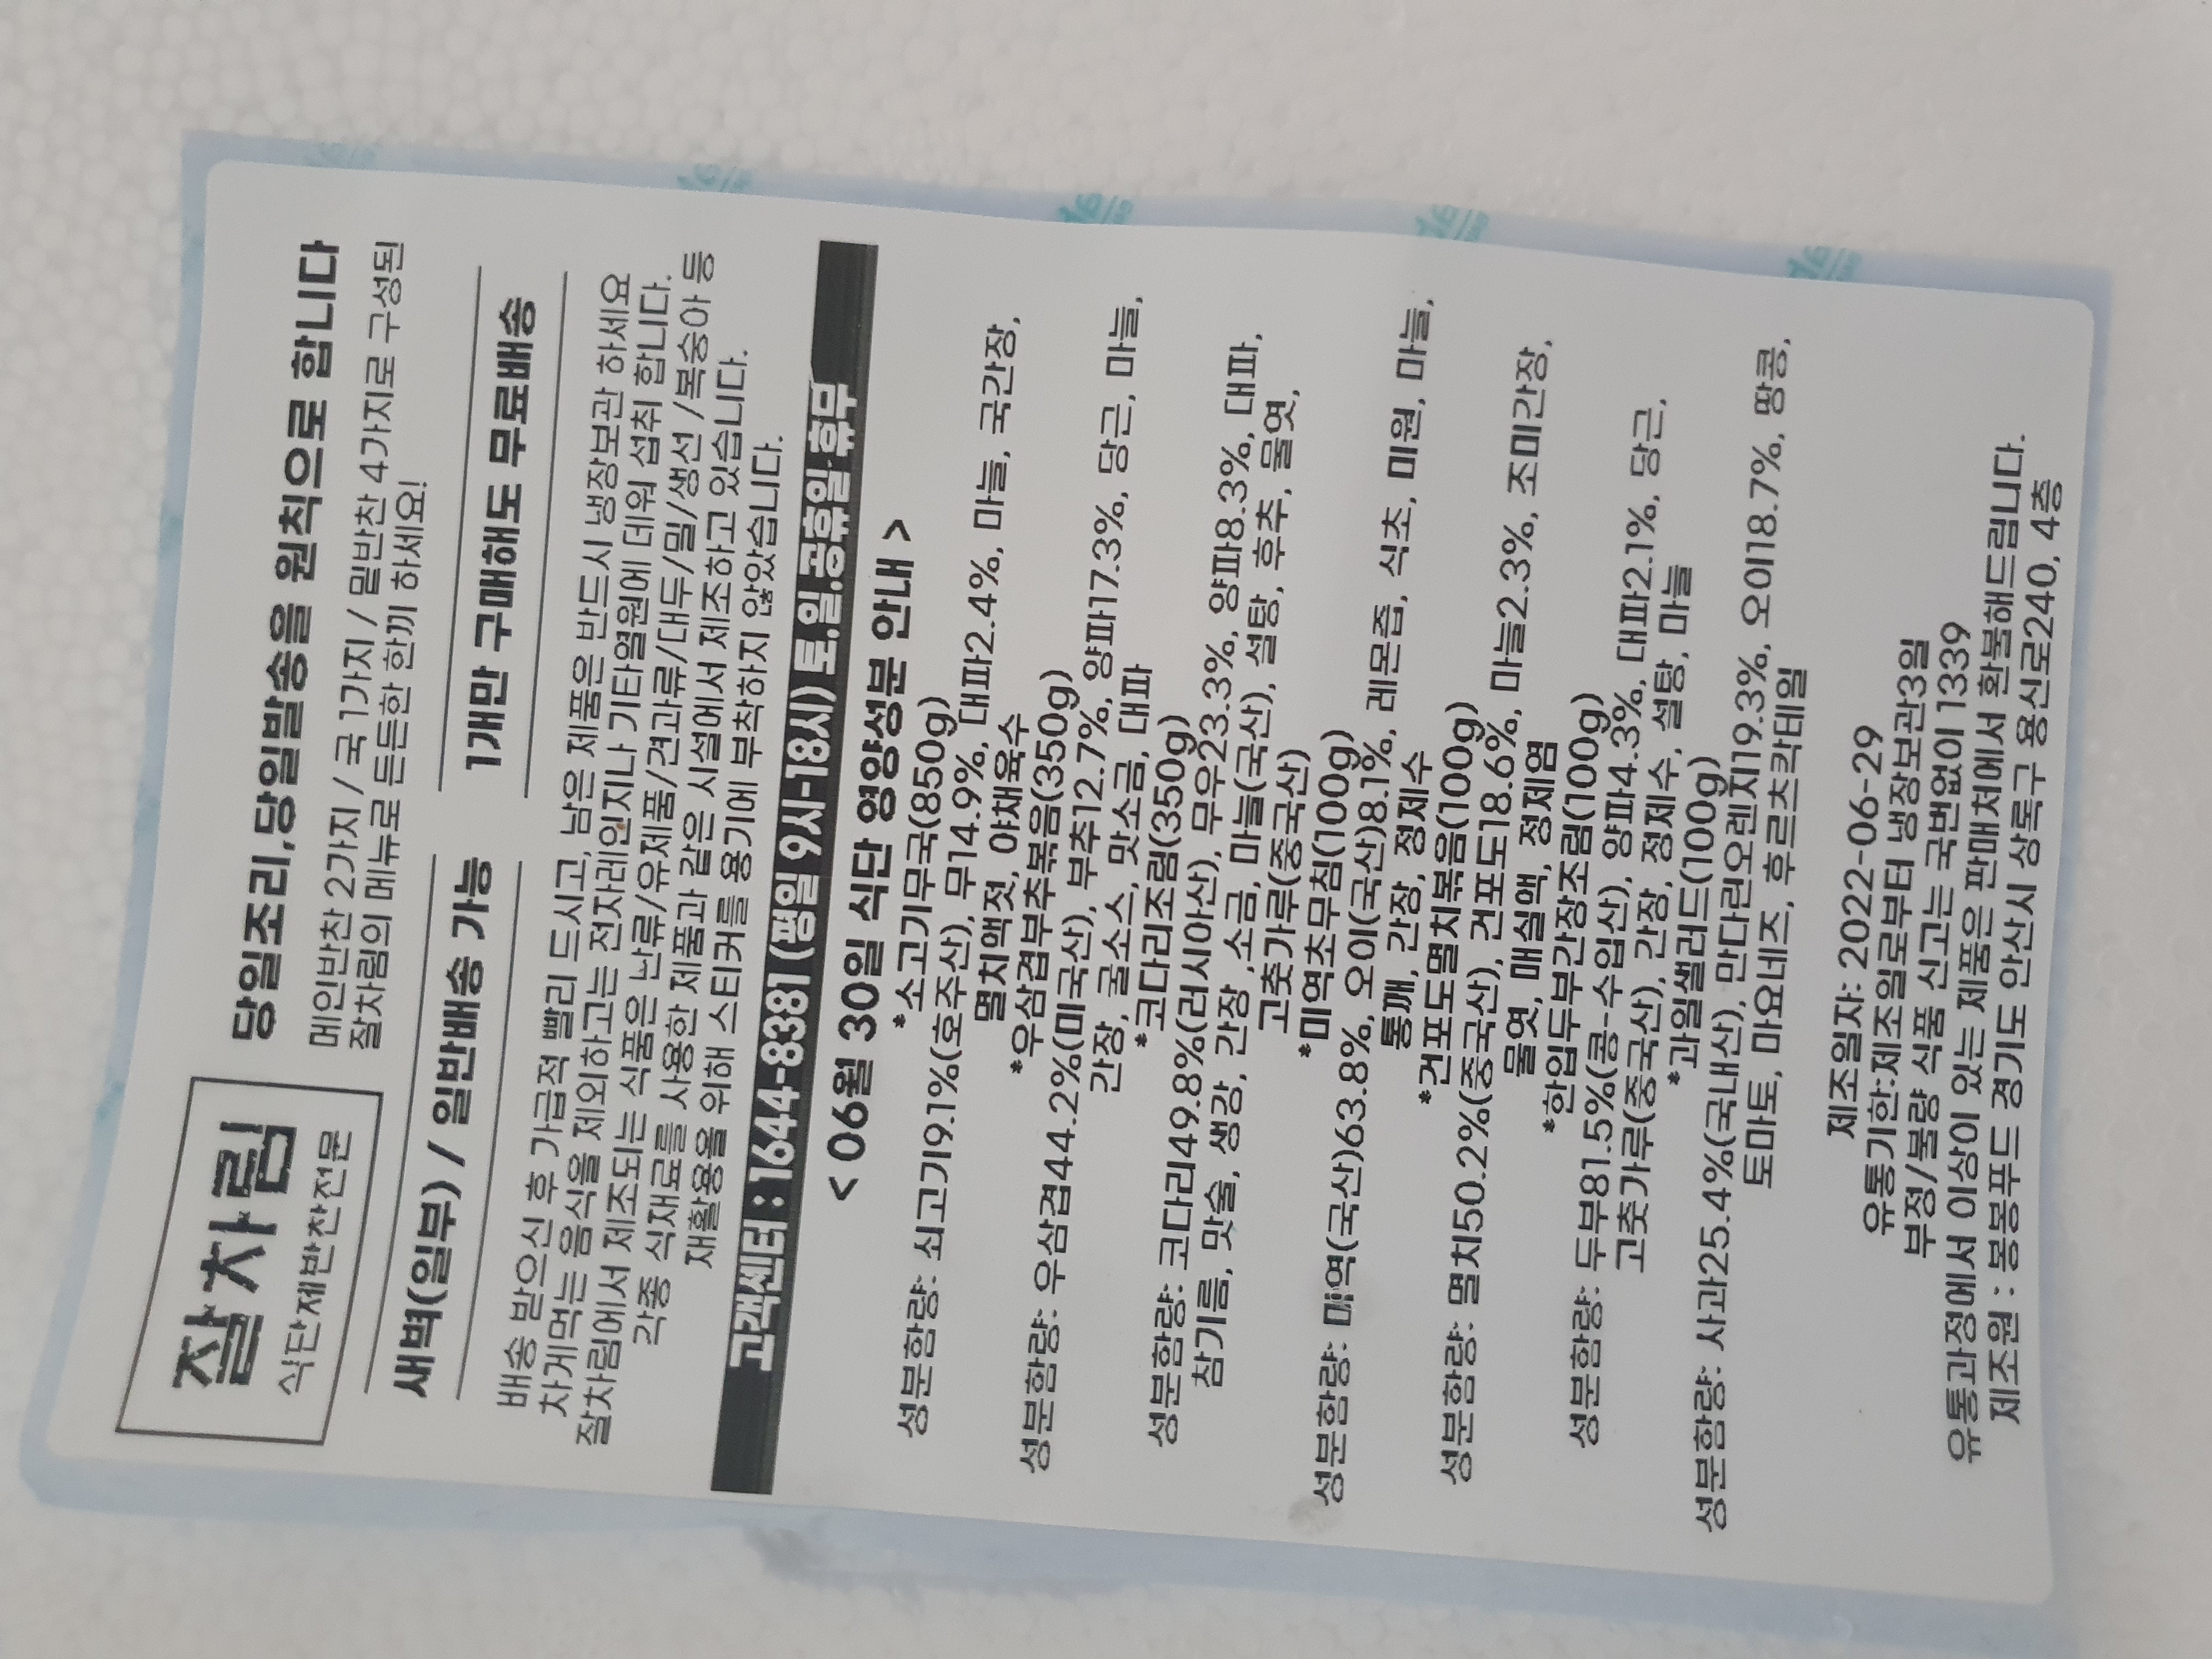 잘차림
식단제반찬전문
당일조리,당일발송을 원칙으로 합니다
메인반찬 2가지 / 국 1가지 / 밑반찬 4가지로 구성된
잘차림의 메뉴로 든든한 한끼 하세요!
새벽(일부) / 일반배송 가능
1개만 구매해도 무료배송
배송 받으신 후 가급적 빨리 드시고, 남은 제품은 반드시 냉장보관 하세요
차게먹는 음식을 제외하고는 전자레인지나 기타열원에 데워 섭취 합니다.
잘차림에서 제조되는 식품은 난류/유제품/견과류/대두/밀/생선 /복숭아 등
각종 식재료를 사용한 제품과 같은 시설에서 제조하고 있습니다.
재활용을 위해 스티커를 용기에 부착하지 않았습니다.
고객센터 : 1644-8381 (평일 9시-18시) 토.일.공휴일 휴무
< 06월 30일 식단 영양성분 안내 >
*소고기무국(850g)
성분함량: 쇠고기9.1%(호주산), 무14.9%, 대파2.4%, 마늘, 국간장,
멸치액젓, 야채육수
*우삼겹부추볶음(350g)
성분함량: 우삼겹44.2%(미국산), 부추12.7%, 양파17.3%, 당근, 마늘,
간장, 굴소스, 맛소금, 대파
*코다리조림(350g)
성분함량: 코다리49.8%(러시아산), 무우23.3%, 양파8.3%, 대파,
참기름, 맛술, 생강, 간장 ,소금, 마늘(국산), 설탕, 후추, 물엿,
고춧가루(중국산)
*미역초무침(100g)
성분함량: 미역(국산)63.8%, 오이(국산)8.1%, 레몬즙, 식초, 미원, 마늘,
통깨, 간장, 정제수
*건포도멸치볶음(100g)
성분함량: 멸치50.2%(중국산), 건포도18.6%, 마늘2.3%, 조미간장,
물엿, 매실액, 정제염
*한입두부간장조림(100g)
성분함량: 두부81.5%(콩-수입산), 양파4.3%, 대파2.1%, 당근,
고춧가루(중국산), 간장, 정제수, 설탕, 마늘
*과일샐러드(100g)
성분함량: 사과25.4%(국내산), 만다린오렌지19.3%, 오이18.7%, 땅콩,
토마토, 마요네즈, 후르츠칵테일
제조일자: 2022-06-29
유통기한:제조일로부터 냉장보관3일
부정/불량 식품 신고는 국번없이 1339
유통과정에서 이상이 있는 제품은 판매처에서 환불해드립니다.
제조원 : 봉봉푸드 경기도 안산시 상록구 용신로240, 4층